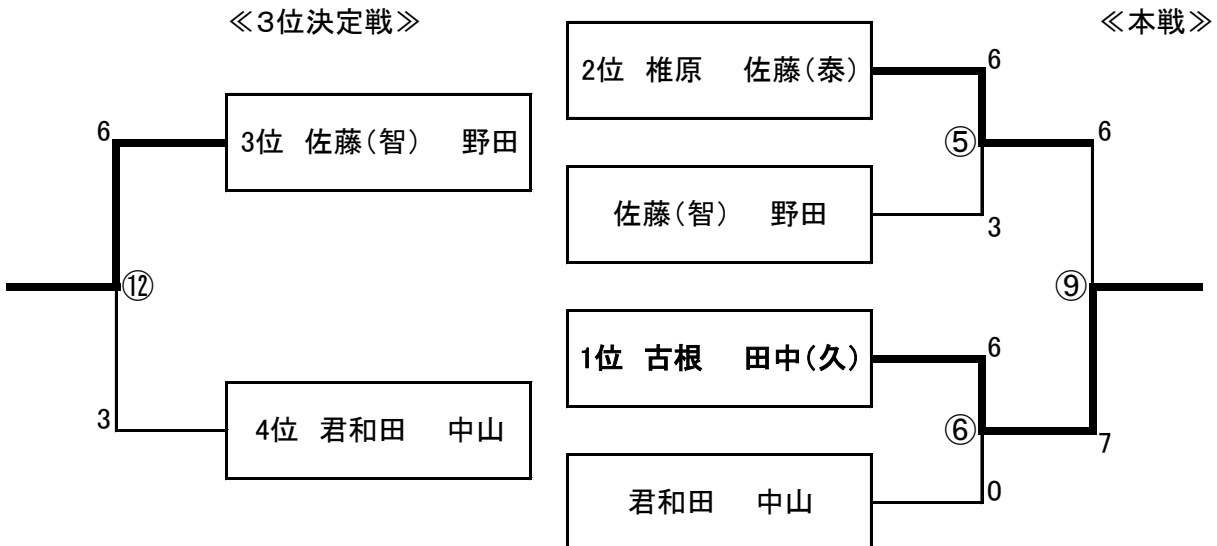 ≪3位決定戦≫
≪本戦≫
2位 椎原 佐藤(泰)
6
⑤
6
佐藤(智) 野田
3
6
3位 佐藤(智) 野田
⑫
⑨
1位 古根 田中(久)
6
3
4位 君和田 中山
⑥
7
君和田 中山
0